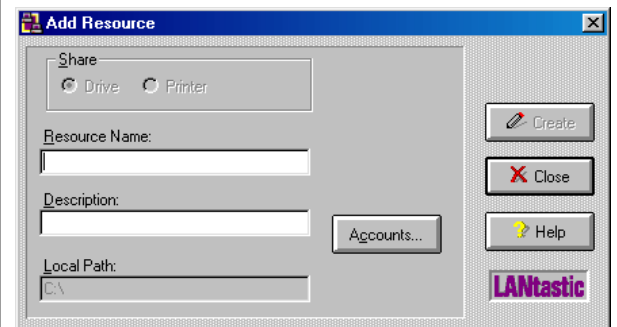 Add Resource
Share
Drive Printer
Create
Resource Name:
Close
Description:
Accounts...
Help
Local Path:
C:\
LANtastic